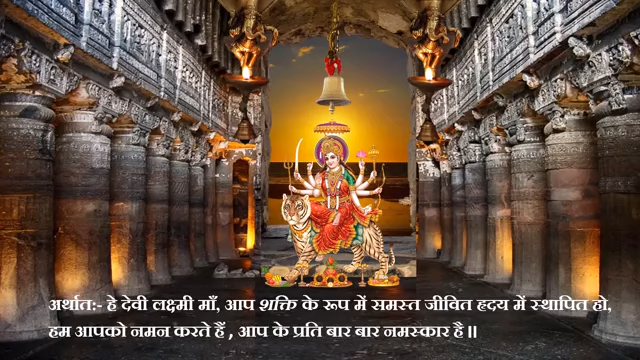 अर्थात:- हे देवी लक्ष्मी माँ, आप शक्ति के रूप में समस्त जीवित हृदय में स्थापित हो,
हम आपको नमन करते हैं , आप के प्रति बार बार नमस्कार है॥